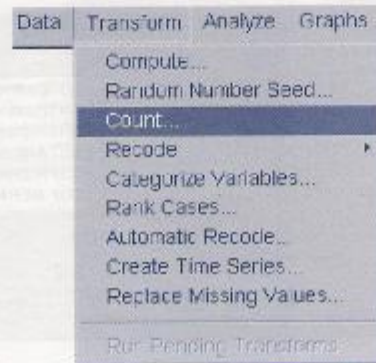 Data Transform Analyze Graphs
Compute...
Random Number Seed...
Count...
Recode
Categorize Variables...
Rank Cases...
Automatic Recode...
Create Time Series...
Replace Missing Values...
Run Pending Transforms